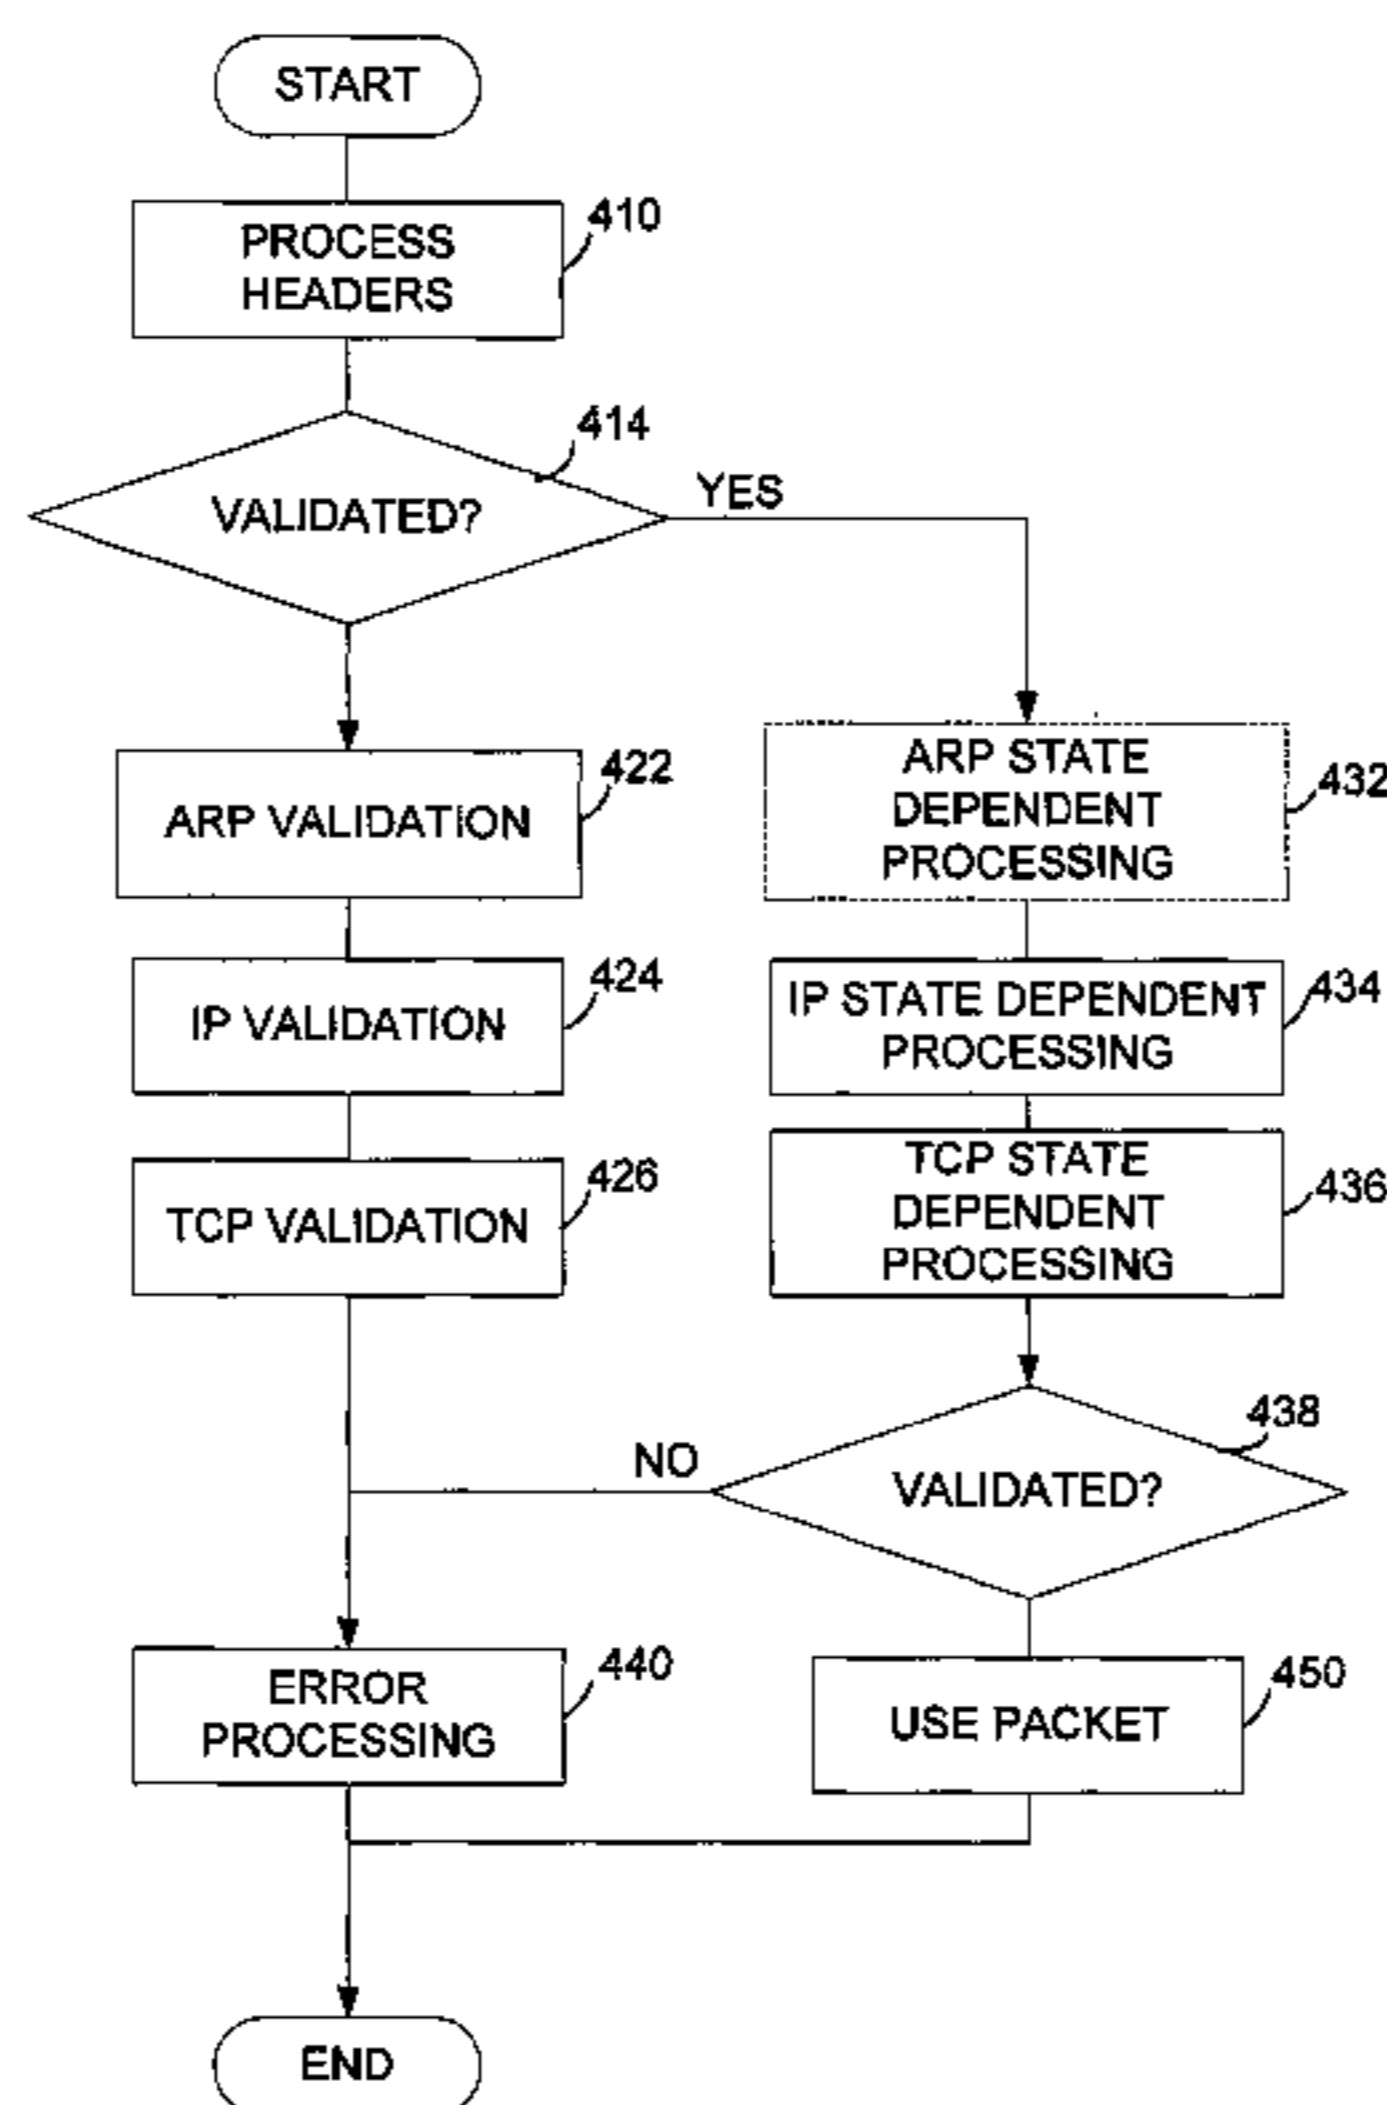 START
PROCESS
HEADERS
410
VALIDATED?
414
YES
ARP VALIDATION
422
ARP STATE
DEPENDENT
PROCESSING
432
IP VALIDATION
424
IP STATE DEPENDENT
PROCESSING
434
TCP VALIDATION
426
TCP STATE
DEPENDENT
PROCESSING
436
NO
VALIDATED?
438
ERROR
PROCESSING
440
USE PACKET
450
END